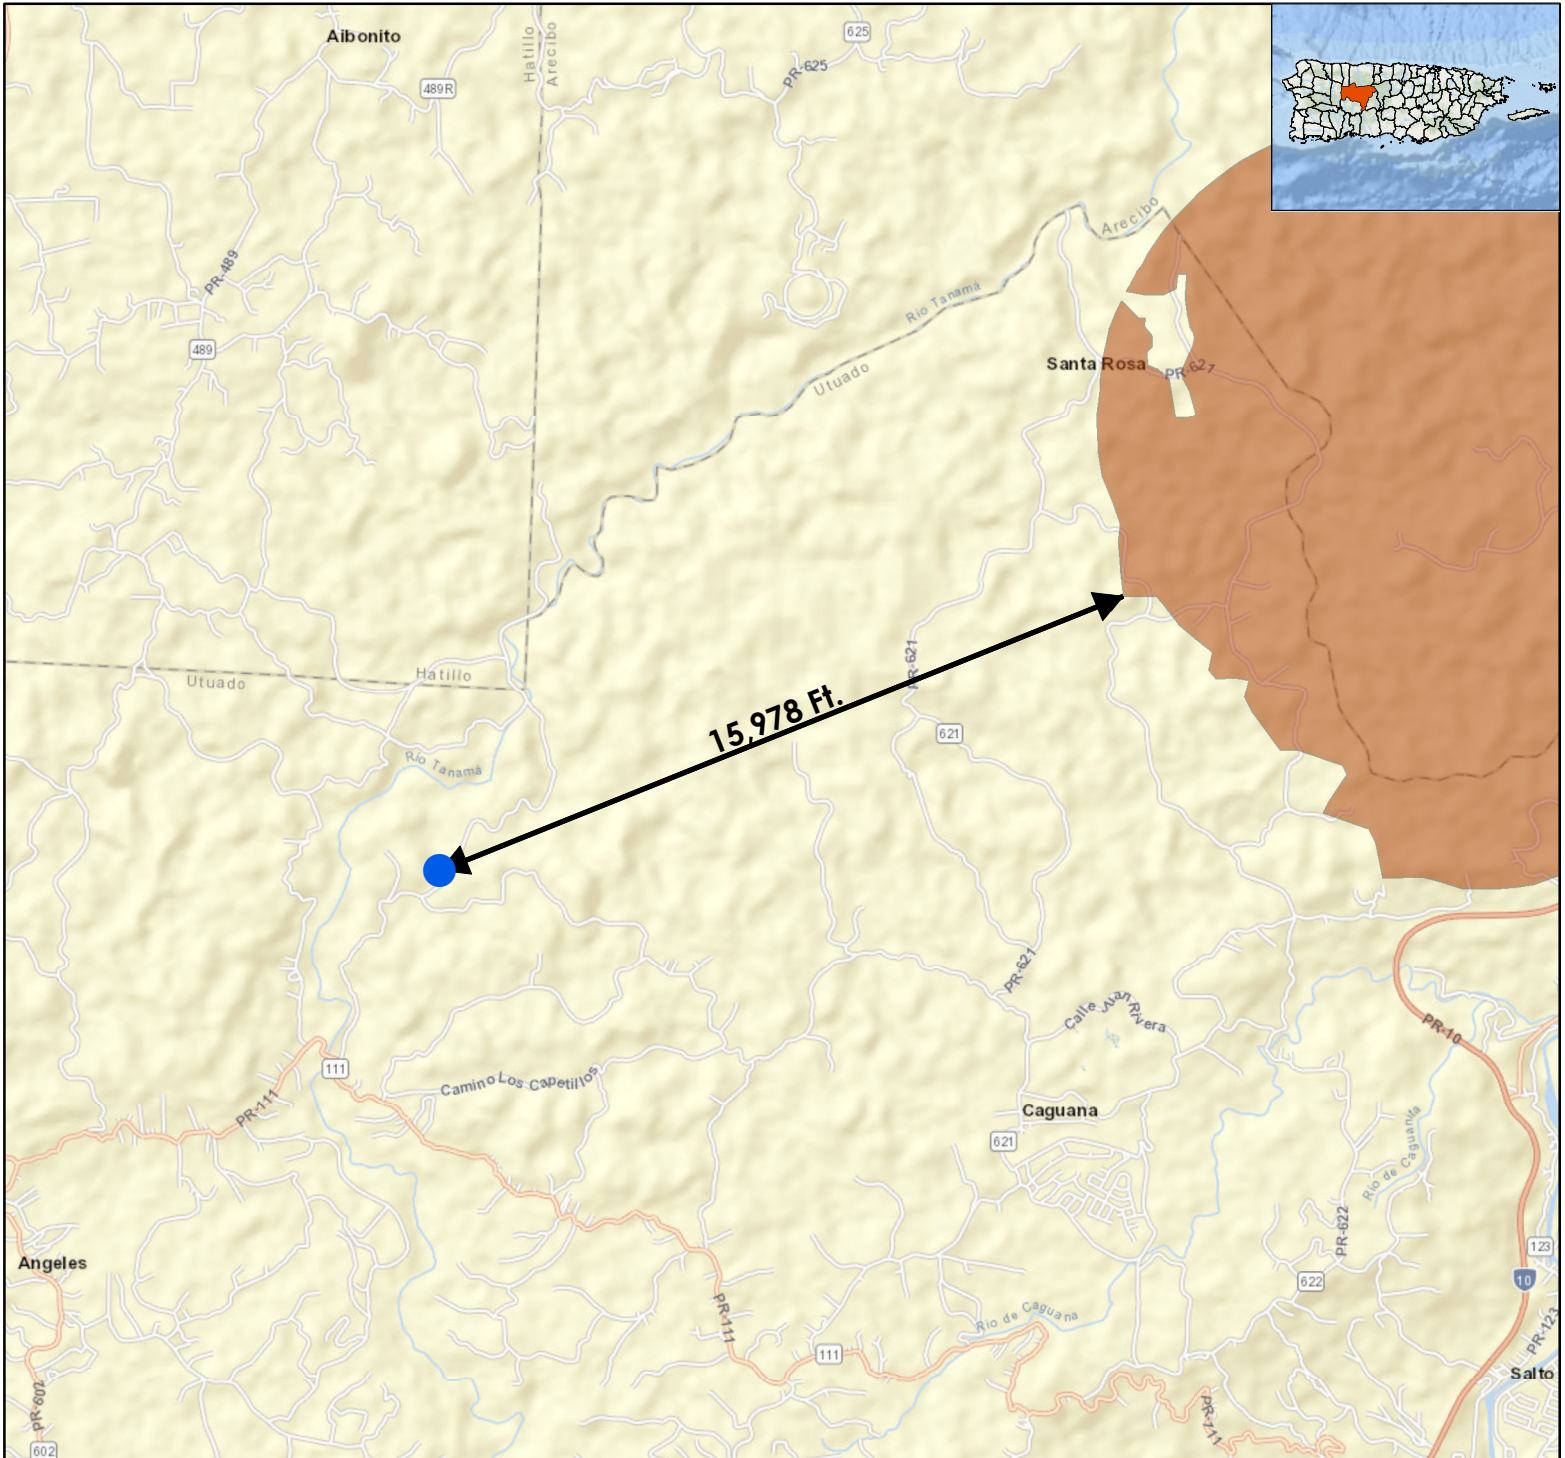 Aibonito
489R
Hatillo
Arecibo
625
PR-625
PR-489
489
Arecibo
Río Tanamá
Utuado
Santa Rosa
PR-621
Utuado
Hatillo
Río Tanamá
15,978 Ft.
PR-621
621
PR-621
Calle Juan Rivera
PR-10
111
PR-111
Camino Los Capetillos
Caguana
621
Río de Caguanita
PR-622
123
622
10
Angeles
PR-111
Río de Caguana
111
PR-123
Salto
PR-602
PR-111
602